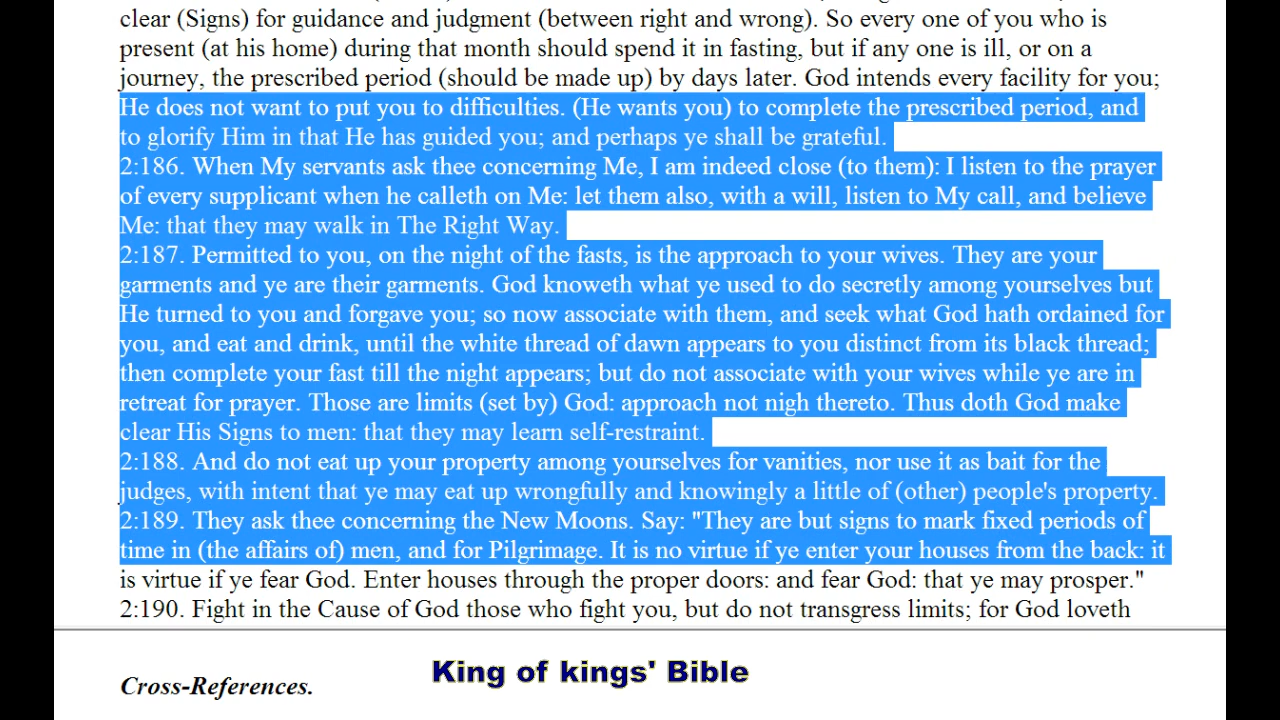 clear (Signs) for guidance and judgment (between right and wrong). So every one of you who is
present (at his home) during that month should spend it in fasting, but if any one is ill, or on a
journey, the prescribed period (should be made up) by days later. God intends every facility for you;
He does not want to put you to difficulties. (He wants you) to complete the prescribed period, and
to glorify Him in that He has guided you; and perhaps ye shall be grateful.
2:186. When My servants ask thee concerning Me, I am indeed close (to them): I listen to the prayer
of every supplicant when he calleth on Me: let them also, with a will, listen to My call, and believe
Me: that they may walk in The Right Way.
2:187. Permitted to you, on the night of the fasts, is the approach to your wives. They are your
garments and ye are their garments. God knoweth what ye used to do secretly among yourselves but
He turned to you and forgave you; so now associate with them, and seek what God hath ordained for
you, and eat and drink, until the white thread of dawn appears to you distinct from its black thread;
then complete your fast till the night appears; but do not associate with your wives while ye are in
retreat for prayer. Those are limits (set by) God: approach not nigh thereto. Thus doth God make
clear His Signs to men: that they may learn self-restraint.
2:188. And do not eat up your property among yourselves for vanities, nor use it as bait for the
judges, with intent that ye may eat up wrongfully and knowingly a little of (other) people's property.
2:189. They ask thee concerning the New Moons. Say: "They are but signs to mark fixed periods of
time in (the affairs of) men, and for Pilgrimage. It is no virtue if ye enter your houses from the back: it
is virtue if ye fear God. Enter houses through the proper doors: and fear God: that ye may prosper."
2:190. Fight in the Cause of God those who fight you, but do not transgress limits; for God loveth
King of kings' Bible
Cross-References.